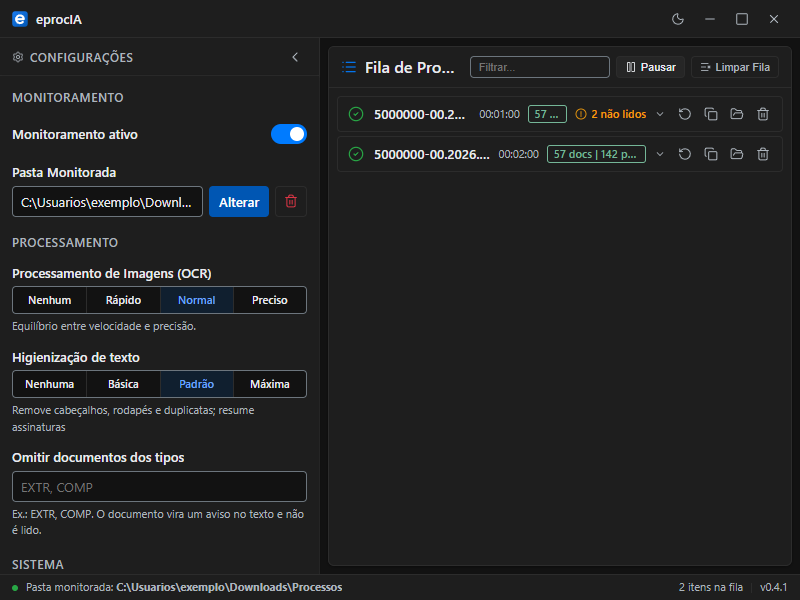 eprocIA
CONFIGURAÇÕES
MONITORAMENTO
Monitoramento ativo
Pasta Monitorada
C:\Usuarios\exemplo\Downl...
Alterar
PROCESSAMENTO
Processamento de Imagens (OCR)
Nenhum Rápido Normal Preciso
Equilíbrio entre velocidade e precisão.
Higienização de texto
Nenhuma Básica Padrão Máxima
Remove cabeçalhos, rodapés e duplicatas; resume
assinaturas
Omitir documentos dos tipos
EXTR, COMP
Ex.: EXTR, COMP. O documento vira um aviso no texto e não
é lido.
SISTEMA
Fila de Pro... Filtrar... Pausar Limpar Fila
5000000-00.2... 00:01:00 57 ... 2 não lidos
5000000-00.2026.... 00:02:00 57 docs | 142 p...
Pasta monitorada: C:\Usuarios\exemplo\Downloads\Processos 2 itens na fila v0.4.1